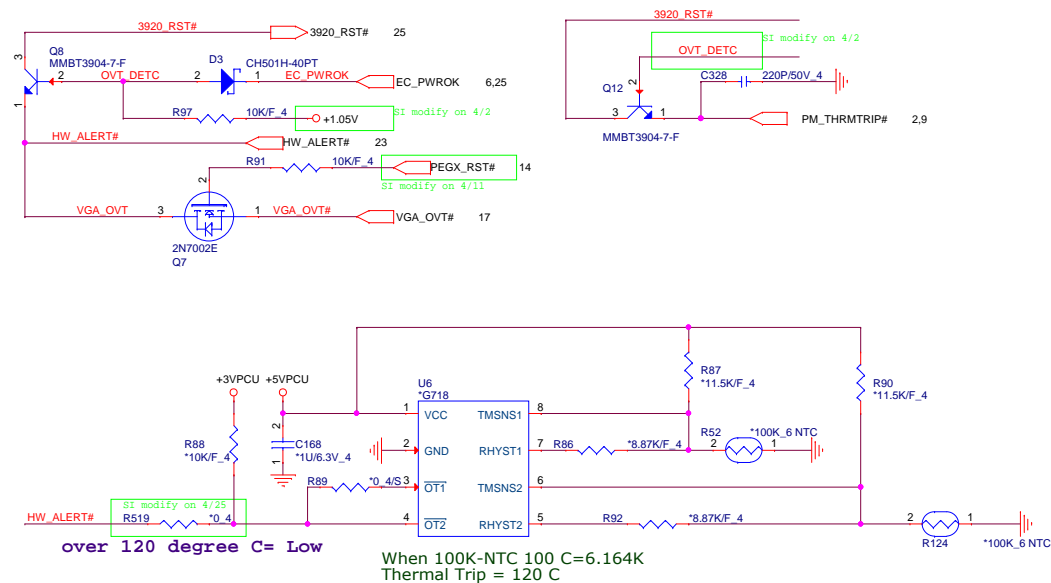 3920_RST#
3920_RST# 25
3
Q8
MMBT3904-7-F
2
OVT_DETC
2
D3
CH501H-40PT
1
EC_PWROK
EC_PWROK 6,25
1
R97
10K/F_4
SI modify on 4/2
+1.05V
HW_ALERT#
HW_ALERT# 23
R91
10K/F_4
PEGX_RST# 14
SI modify on 4/11
2
VGA_OVT
3
1
VGA_OVT#
VGA_OVT# 17
2N7002E
Q7
3920_RST#
SI modify on 4/2
OVT_DETC
2
Q12
C328
220P/50V_4
3
1
PM_THRMTRIP# 2,9
MMBT3904-7-F
+3VPCU
+5VPCU
R88
*10K/F_4
2
C168
*1U/6.3V_4
1
U6
*G718
1
VCC
TMSNS1
8
2
GND
RHYST1
7
3
OT1
TMSNS2
6
4
OT2
RHYST2
5
R87
*11.5K/F_4
R90
*11.5K/F_4
R86
*8.87K/F_4
R52
2
1
*100K_6 NTC
R89
*0_4/S
R92
*8.87K/F_4
2
1
R124
*100K_6 NTC
SI modify on 4/25
HW_ALERT#
R519
*0_4
over 120 degree C= Low
When 100K-NTC 100 C=6.164K
Thermal Trip = 120 C